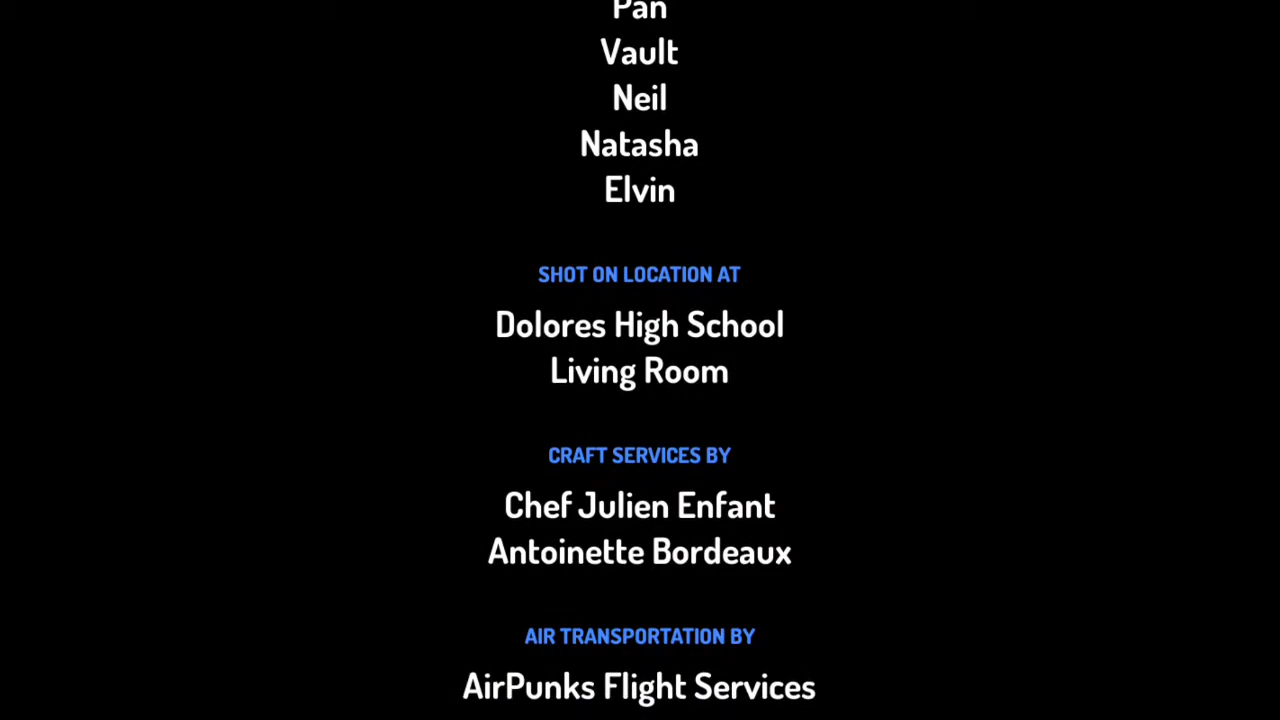 Pan
Vault
Neil
Natasha
Elvin
SHOT ON LOCATION AT
Dolores High School
Living Room
CRAFT SERVICES BY
Chef Julien Enfant
Antoinette Bordeaux
AIR TRANSPORTATION BY
AirPunks Flight Services